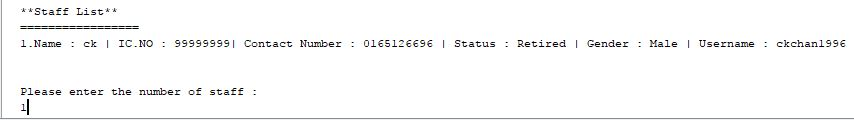 **Staff List**
=================
1.Name : ck | IC.NO : 99999999| Contact Number : 0165126696 | Status : Retired | Gender : Male | Username : ckchan1996
Please enter the number of staff :
1